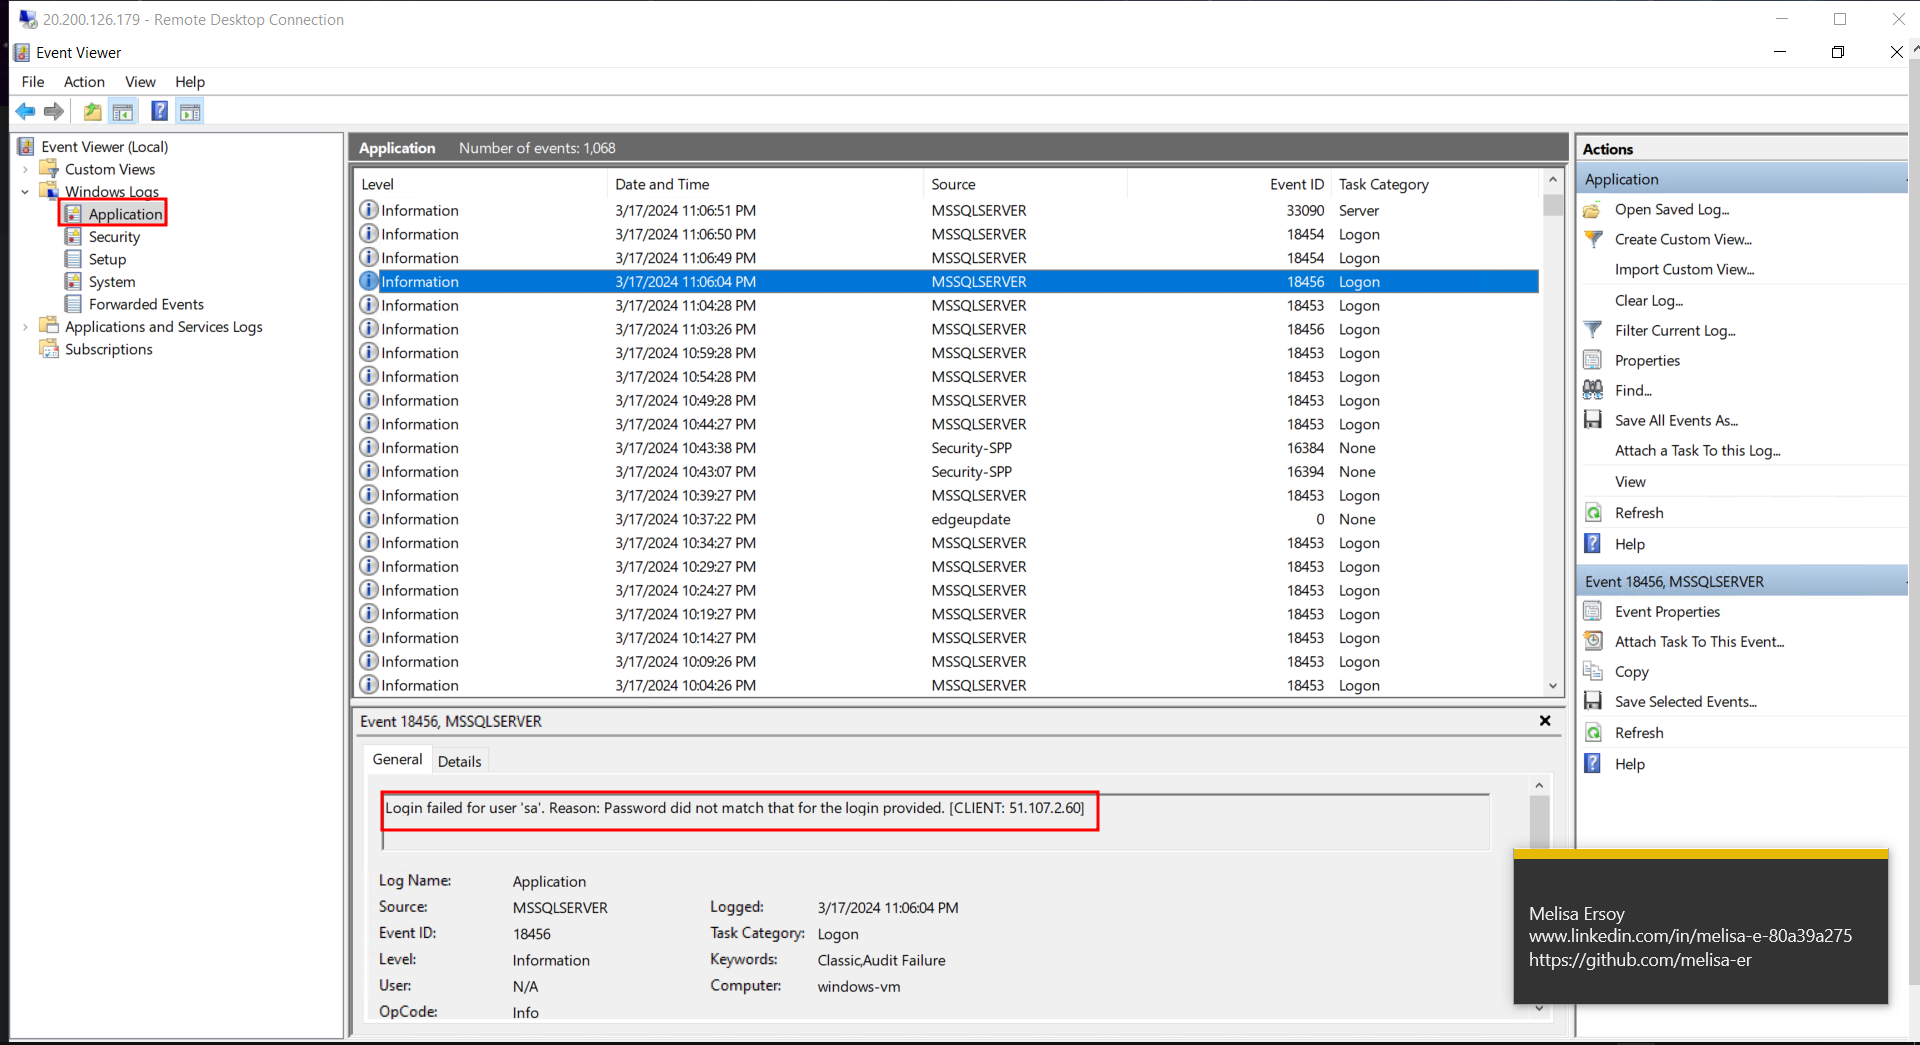 20.200.126.179 - Remote Desktop Connection
Event Viewer
File Action View Help
Event Viewer (Local)
Custom Views
Windows Logs
Application
Security
Setup
System
Forwarded Events
Applications and Services Logs
Subscriptions
Application Number of events: 1,068
Level Date and Time Source Event ID Task Category
Information 3/17/2024 11:06:51 PM MSSQLSERVER 33090 Server
Information 3/17/2024 11:06:50 PM MSSQLSERVER 18454 Logon
Information 3/17/2024 11:06:49 PM MSSQLSERVER 18454 Logon
Information 3/17/2024 11:06:04 PM MSSQLSERVER 18456 Logon
Information 3/17/2024 11:04:28 PM MSSQLSERVER 18453 Logon
Information 3/17/2024 11:03:26 PM MSSQLSERVER 18456 Logon
Information 3/17/2024 10:59:28 PM MSSQLSERVER 18453 Logon
Information 3/17/2024 10:54:28 PM MSSQLSERVER 18453 Logon
Information 3/17/2024 10:49:28 PM MSSQLSERVER 18453 Logon
Information 3/17/2024 10:44:27 PM MSSQLSERVER 18453 Logon
Information 3/17/2024 10:43:38 PM Security-SPP 16384 None
Information 3/17/2024 10:43:07 PM Security-SPP 16394 None
Information 3/17/2024 10:39:27 PM MSSQLSERVER 18453 Logon
Information 3/17/2024 10:37:22 PM edgeupdate 0 None
Information 3/17/2024 10:34:27 PM MSSQLSERVER 18453 Logon
Information 3/17/2024 10:29:27 PM MSSQLSERVER 18453 Logon
Information 3/17/2024 10:24:27 PM MSSQLSERVER 18453 Logon
Information 3/17/2024 10:19:27 PM MSSQLSERVER 18453 Logon
Information 3/17/2024 10:14:27 PM MSSQLSERVER 18453 Logon
Information 3/17/2024 10:09:26 PM MSSQLSERVER 18453 Logon
Information 3/17/2024 10:04:26 PM MSSQLSERVER 18453 Logon
Event 18456, MSSQLSERVER
General Details
Login failed for user 'sa'. Reason: Password did not match that for the login provided. [CLIENT: 51.107.2.60]
Log Name: Application
Source: MSSQLSERVER Logged: 3/17/2024 11:06:04 PM
Event ID: 18456 Task Category: Logon
Level: Information Keywords: Classic,Audit Failure
User: N/A Computer: windows-vm
OpCode: Info
Actions
Application
Open Saved Log...
Create Custom View...
Import Custom View...
Clear Log...
Filter Current Log...
Properties
Find...
Save All Events As...
Attach a Task To this Log...
View
Refresh
Help
Event 18456, MSSQLSERVER
Event Properties
Attach Task To This Event...
Copy
Save Selected Events...
Refresh
Help
Melisa Ersoy
www.linkedin.com/in/melisa-e-80a39a275
https://github.com/melisa-er